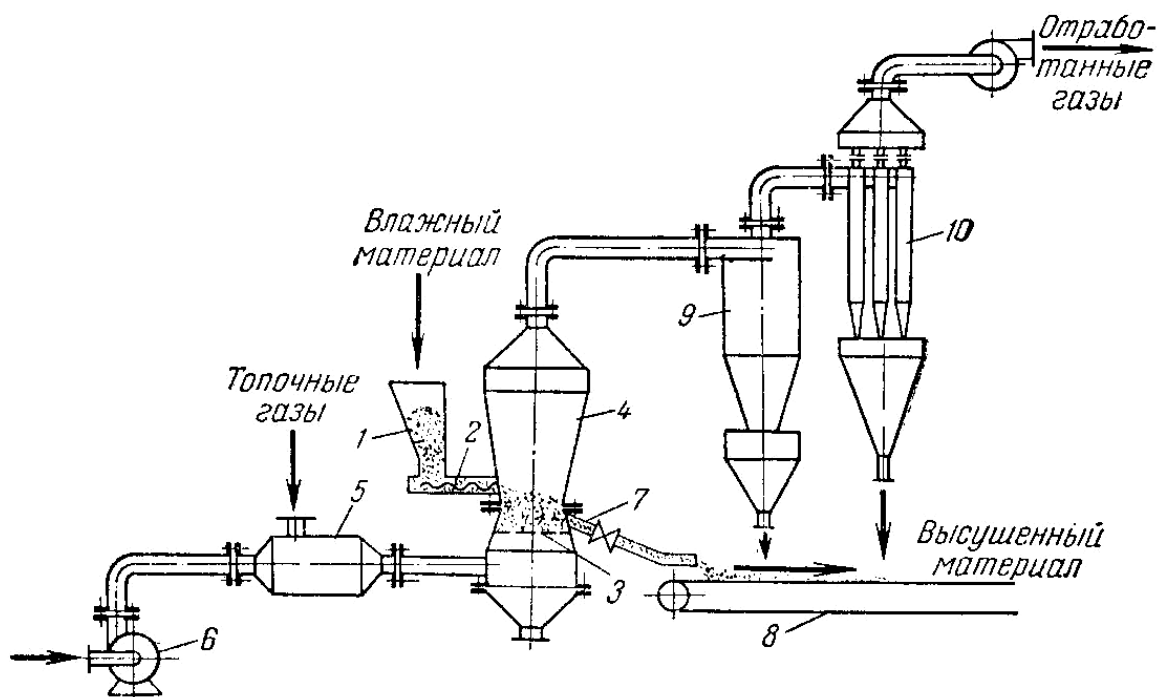 Отрабо-
танные
газы
Влажный
материал
10
9
Топочные
газы
4
1
2
5
7
Высушенный
материал
3
6
8